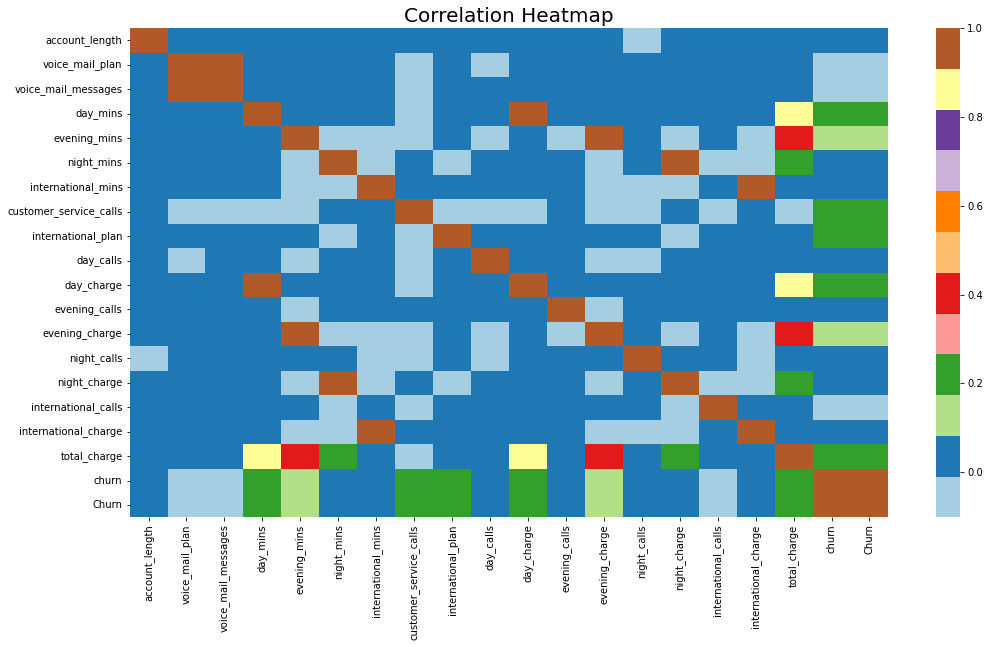 Correlation Heatmap
account_length
voice_mail_plan
voice_mail_messages
day_mins
evening_mins
night_mins
international_mins
customer_service_calls
international_plan
day_calls
day_charge
evening_calls
evening_charge
night_calls
night_charge
international_calls
international_charge
total_charge
churn
Churn
account_length
voice_mail_plan
voice_mail_messages
day_mins
evening_mins
night_mins
international_mins
customer_service_calls
international_plan
day_calls
day_charge
evening_calls
evening_charge
night_calls
night_charge
international_calls
international_charge
total_charge
churn
Churn
1.0
0.8
0.6
0.4
0.2
0.0